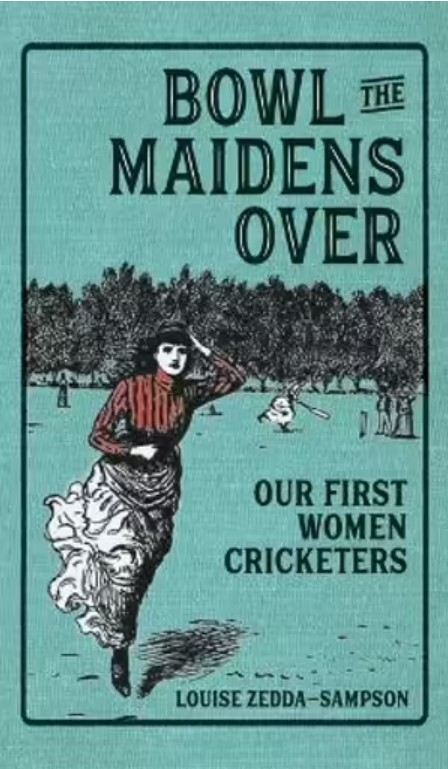 BOWL THE
MAIDENS
OVER
OUR FIRST
WOMEN
CRICKETERS
LOUISE ZEDDA–SAMPSON